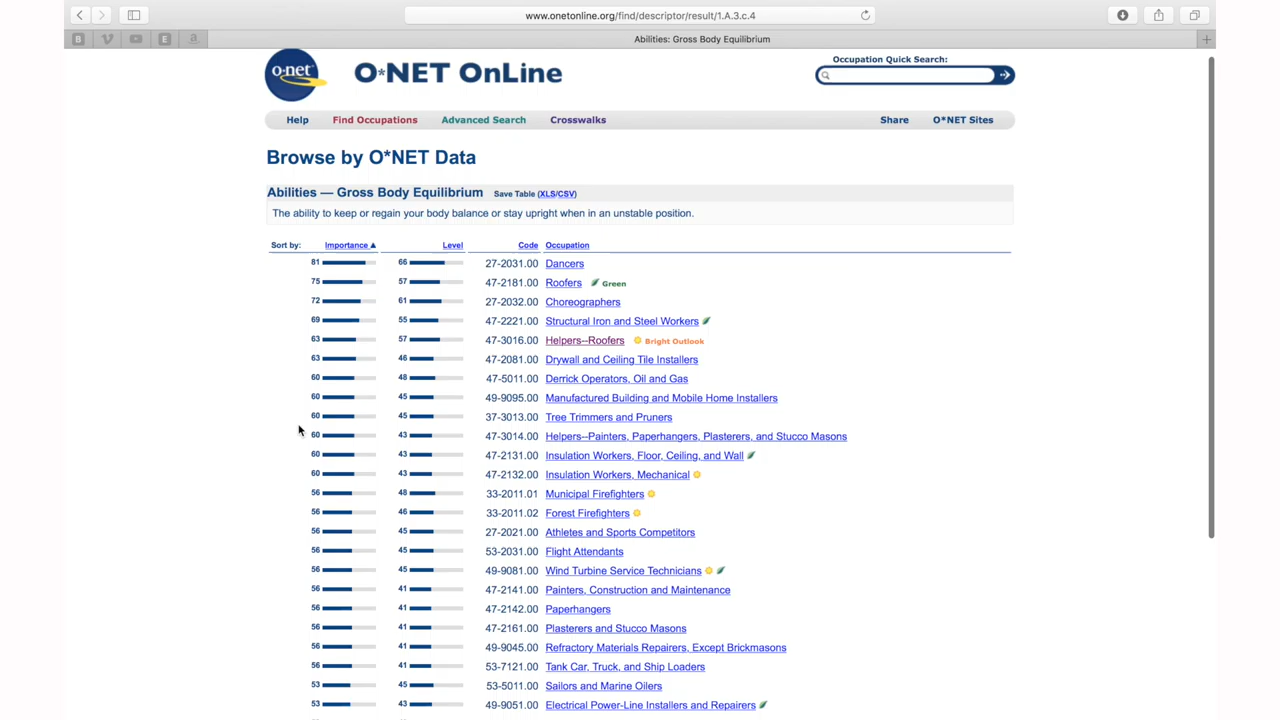 www.onetonline.org/find/descriptor/result/1.A.3.c.4
B E a Abilities: Gross Body Equilibrium
o·net O*NET OnLine
Occupation Quick Search:
Help Find Occupations Advanced Search Crosswalks Share O*NET Sites
Browse by O*NET Data
Abilities — Gross Body Equilibrium Save Table (XLS/CSV)
The ability to keep or regain your body balance or stay upright when in an unstable position.
Sort by: Importance ▲ Level Code Occupation
81 66 27-2031.00 Dancers
75 57 47-2181.00 Roofers Green
72 61 27-2032.00 Choreographers
69 55 47-2221.00 Structural Iron and Steel Workers
63 57 47-3016.00 Helpers--Roofers Bright Outlook
63 46 47-2081.00 Drywall and Ceiling Tile Installers
60 48 47-5011.00 Derrick Operators, Oil and Gas
60 45 49-9095.00 Manufactured Building and Mobile Home Installers
60 45 37-3013.00 Tree Trimmers and Pruners
60 43 47-3014.00 Helpers--Painters, Paperhangers, Plasterers, and Stucco Masons
60 43 47-2131.00 Insulation Workers, Floor, Ceiling, and Wall
60 43 47-2132.00 Insulation Workers, Mechanical
56 48 33-2011.01 Municipal Firefighters
56 46 33-2011.02 Forest Firefighters
56 45 27-2021.00 Athletes and Sports Competitors
56 45 53-2031.00 Flight Attendants
56 45 49-9081.00 Wind Turbine Service Technicians
56 41 47-2141.00 Painters, Construction and Maintenance
56 41 47-2142.00 Paperhangers
56 41 47-2161.00 Plasterers and Stucco Masons
56 41 49-9045.00 Refractory Materials Repairers, Except Brickmasons
56 41 53-7121.00 Tank Car, Truck, and Ship Loaders
53 45 53-5011.00 Sailors and Marine Oilers
53 43 49-9051.00 Electrical Power-Line Installers and Repairers